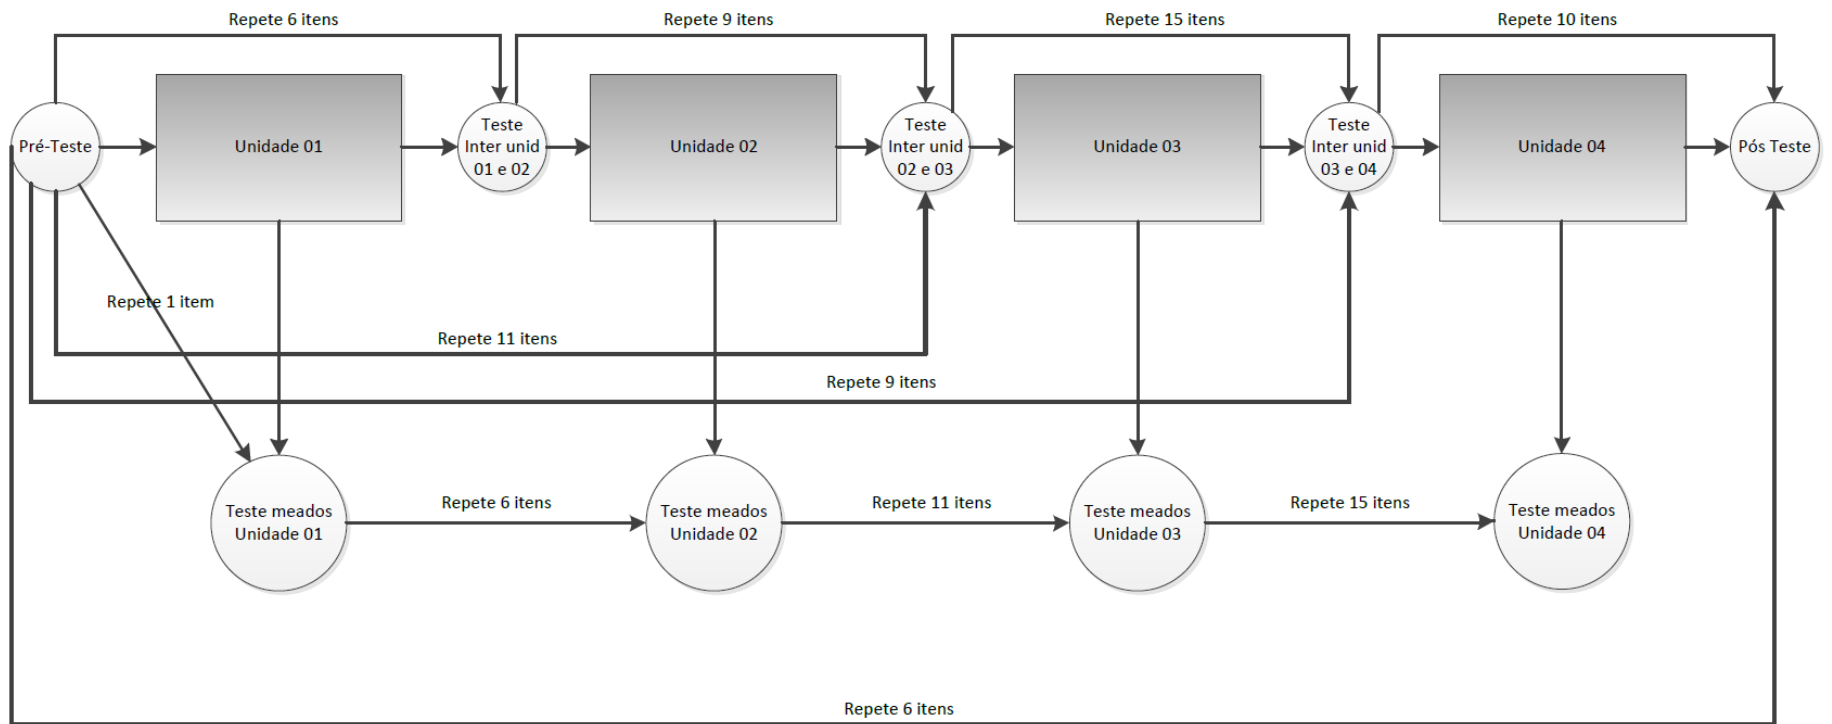 Repete 6 itens
Repete 9 itens
Repete 15 itens
Repete 10 itens
Pré-Teste
Unidade 01
Teste
Inter unid
01 e 02
Unidade 02
Teste
Inter unid
02 e 03
Unidade 03
Teste
Inter unid
03 e 04
Unidade 04
Pós Teste
Repete 1 item
Repete 11 itens
Repete 9 itens
Teste meados
Unidade 01
Repete 6 itens
Teste meados
Unidade 02
Repete 11 itens
Teste meados
Unidade 03
Repete 15 itens
Teste meados
Unidade 04
Repete 6 itens